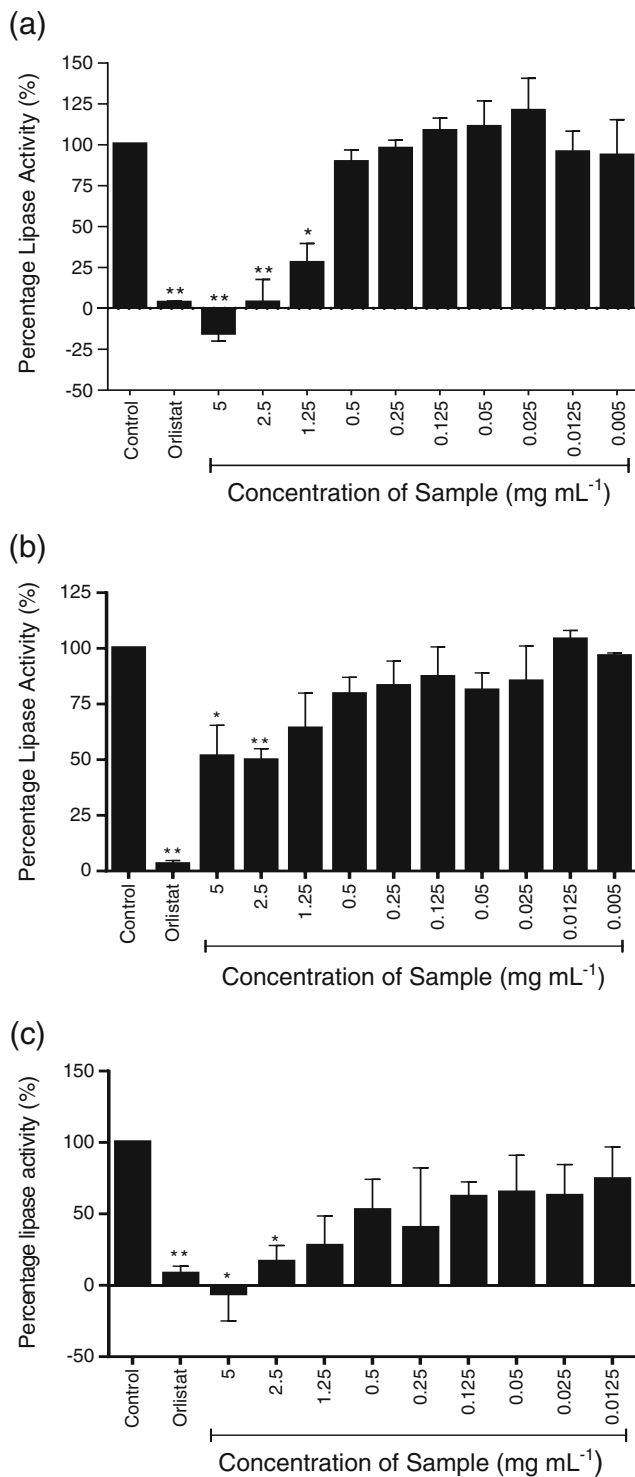 (a)
Percentage Lipase Activity (%)
150
125
100
75
50
25
0
-25
-50
** ** ** *
Control Orlistat 5 2.5 1.25 0.5 0.25 0.125 0.05 0.025 0.0125 0.005
Concentration of Sample (mg mL-1)
(b)
Percentage Lipase Activity (%)
125
100
75
50
25
0
** * **
Control Orlistat 5 2.5 1.25 0.5 0.25 0.125 0.05 0.025 0.0125 0.005
Concentration of Sample (mg mL-1)
(c)
Percentage lipase activity (%)
150
100
50
0
-50
** * *
Control Orlistat 5 2.5 1.25 0.5 0.25 0.125 0.05 0.025 0.0125
Concentration of Sample (mg mL-1)